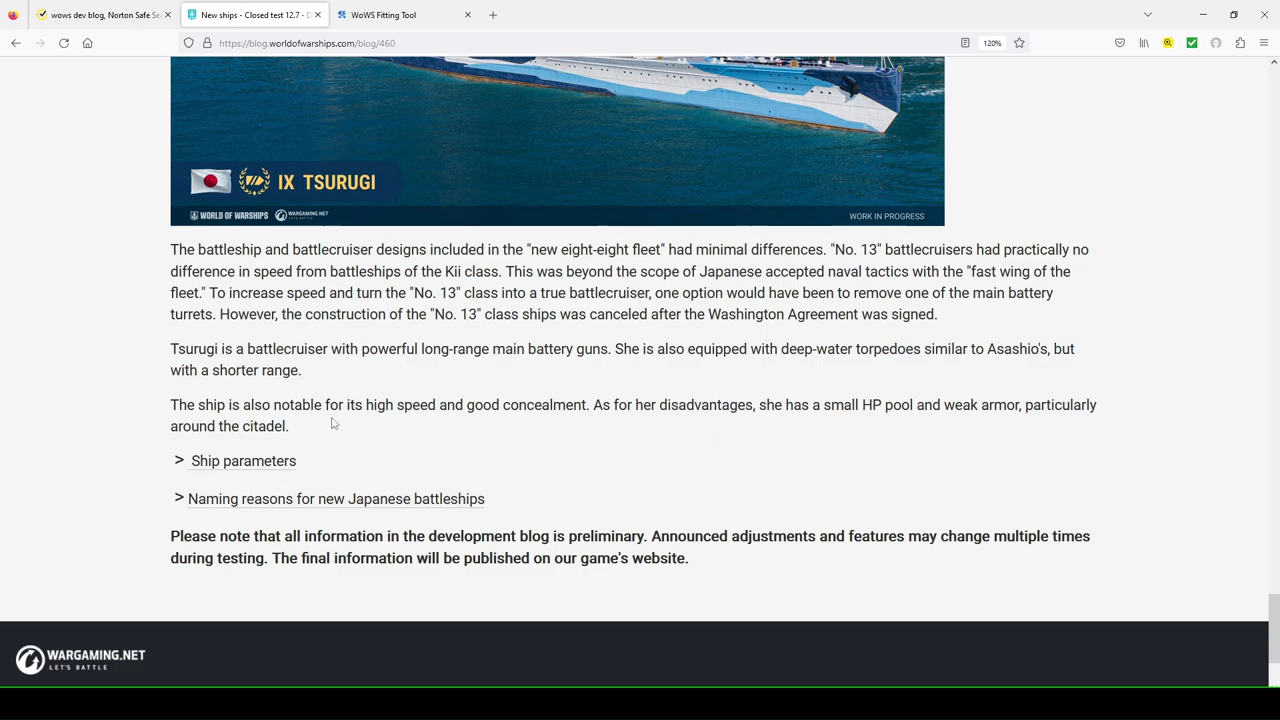 wows dev blog, Norton Safe Se
New ships - Closed test 12.7 - D
WoWS Fitting Tool
https://blog.worldofwarships.com/blog/460
120%
IX TSURUGI
WORLD OF WARSHIPS
WARGAMING.NET
LET'S BATTLE
WORK IN PROGRESS
The battleship and battlecruiser designs included in the "new eight-eight fleet" had minimal differences. "No. 13" battlecruisers had practically no
difference in speed from battleships of the Kii class. This was beyond the scope of Japanese accepted naval tactics with the "fast wing of the
fleet." To increase speed and turn the "No. 13" class into a true battlecruiser, one option would have been to remove one of the main battery
turrets. However, the construction of the "No. 13" class ships was canceled after the Washington Agreement was signed.
Tsurugi is a battlecruiser with powerful long-range main battery guns. She is also equipped with deep-water torpedoes similar to Asashio's, but
with a shorter range.
The ship is also notable for its high speed and good concealment. As for her disadvantages, she has a small HP pool and weak armor, particularly
around the citadel.
> Ship parameters
> Naming reasons for new Japanese battleships
Please note that all information in the development blog is preliminary. Announced adjustments and features may change multiple times
during testing. The final information will be published on our game's website.
WARGAMING.NET
LET'S BATTLE